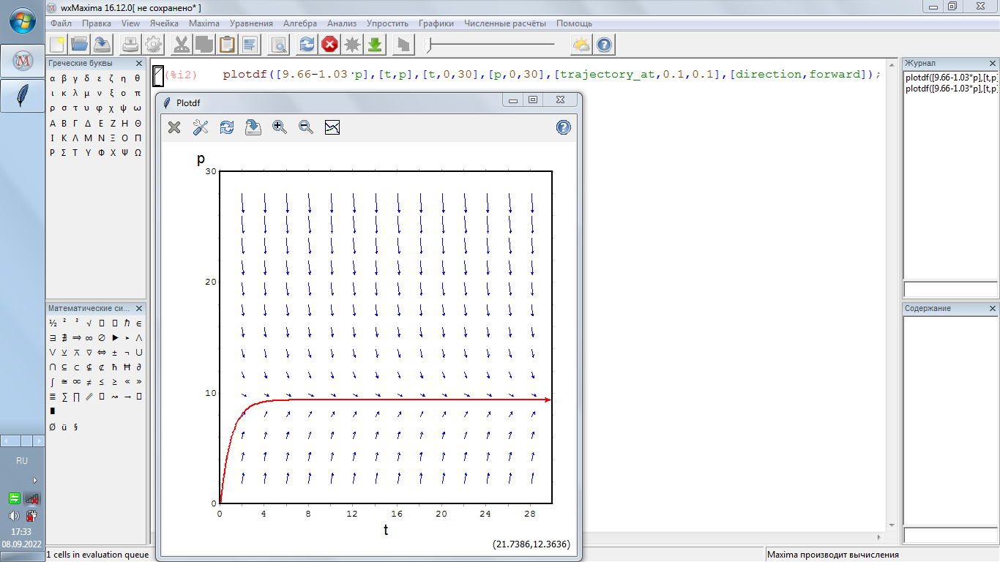 wxMaxima 16.12.0[ не сохранено* ]
Файл Правка View Ячейка Maxima Уравнения Алгебра Анализ Упростить Графики Численные расчёты Помощь
Греческие буквы
α β γ δ ε ζ η θ
ι κ λ μ ν ξ ο π
ρ σ τ υ φ χ ψ ω
Α Β Γ Δ Ε Ζ Η Θ
Ι Κ Λ Μ Ν Ξ Ο Π
Ρ Σ Τ Υ Φ Χ Ψ Ω
Математические си...
½ ² ³ √ ℏ ∈
∃ ∄ ⇒ ∞ ∅ ▶ ‣ ⋀
⋁ ⊻ ⊼ ⊽ ⇔ ± ¬ ⋃
⋂ ⊆ ⊂ ⊈ ⊄ ħ Ħ ∂
∫ ≅ ∝ ≠ ≤ ≥ « »
≣ ∑ ∏ ∥ ↝ →
∎
Ø ü §
(%i2) plotdf([9.66-1.03·p],[t,p],[t,0,30],[p,0,30],[trajectory_at,0.1,0.1],[direction,forward]);
Plotdf
p
30
20
10
0
0 4 8 12 16 20 24 28
t
(21.7386,12.3636)
Журнал
plotdf([9.66-1.03*p],[t,p]
plotdf([9.66-1.03*p],[t,p]
Содержание
RU
17:33
08.09.2022
1 cells in evaluation queue
Maxima производит вычисления